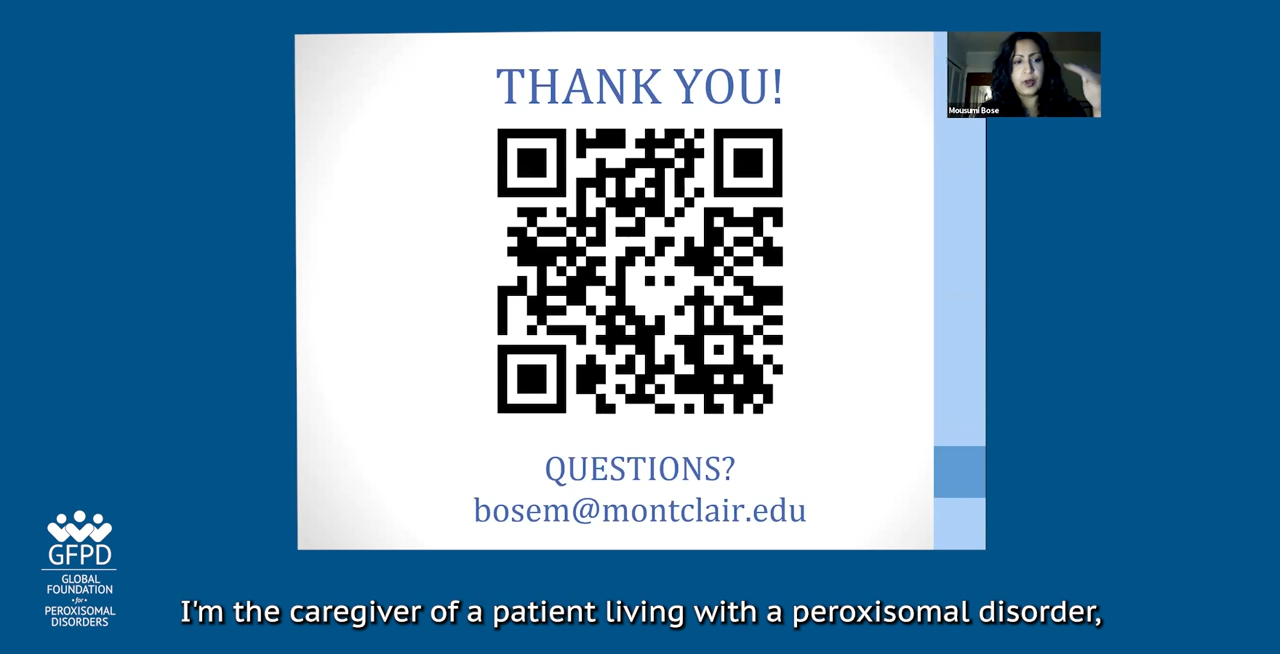 THANK YOU!
Mousumi Bose
QUESTIONS?
bosem@montclair.edu
GFPD
GLOBAL
FOUNDATION
• for •
PEROXISOMAL
DISORDERS
I'm the caregiver of a patient living with a peroxisomal disorder,